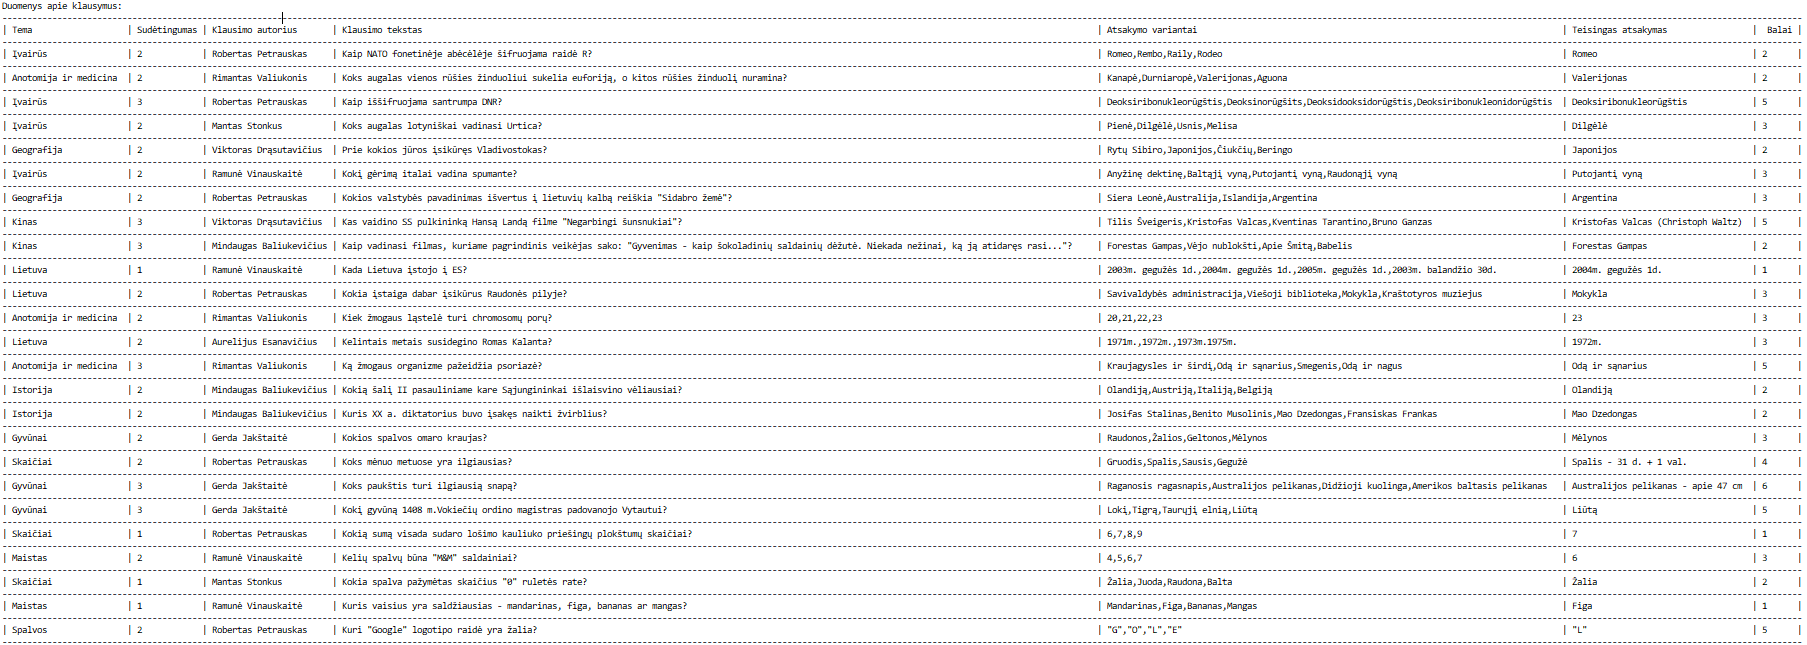 Duomenys apie klausymus:
| Tema | Sudėtingumas | Klausimo autorius | Klausimo tekstas | Atsakymo variantai | Teisingas atsakymas | Balai |
| Įvairūs | 2 | Robertas Petrauskas | Kaip NATO fonetinėje abėcėlėje šifruojama raidė R? | Romeo,Rembo,Raily,Rodeo | Romeo | 2 |
| Anotomija ir medicina | 2 | Rimantas Valiukonis | Koks augalas vienos rūšies žinduoliui sukelia euforiją, o kitos rūšies žinduolį nuramina? | Kanapė,Durniaropė,Valerijonas,Aguona | Valerijonas | 2 |
| Įvairūs | 3 | Robertas Petrauskas | Kaip iššifruojama santrumpa DNR? | Deoksiribonukleorūgštis,Deoksinorūgšits,Deoksidooksidorūgštis,Deoksiribonukleonidorūgštis | Deoksiribonukleorūgštis | 5 |
| Įvairūs | 2 | Mantas Stonkus | Koks augalas lotyniškai vadinasi Urtica? | Pienė,Dilgėlė,Usnis,Melisa | Dilgėlė | 3 |
| Geografija | 2 | Viktoras Drąsutavičius | Prie kokios jūros įsikūręs Vladivostokas? | Rytų Sibiro,Japonijos,Čiukčių,Beringo | Japonijos | 2 |
| Įvairūs | 2 | Ramunė Vinauskaitė | Kokį gėrimą italai vadina spumante? | Anyžinę dektinę,Baltąjį vyną,Putojantį vyną,Raudonąjį vyną | Putojantį vyną | 3 |
| Geografija | 2 | Robertas Petrauskas | Kokios valstybės pavadinimas išvertus į lietuvių kalbą reiškia "Sidabro žemė"? | Siera Leonė,Australija,Islandija,Argentina | Argentina | 3 |
| Kinas | 3 | Viktoras Drąsutavičius | Kas vaidino SS pulkininką Hansą Landą filme "Negarbingi šunsnukiai"? | Tilis Šveigeris,Kristofas Valcas,Kventinas Tarantino,Bruno Ganzas | Kristofas Valcas (Christoph Waltz) | 5 |
| Kinas | 3 | Mindaugas Baliukevičius | Kaip vadinasi filmas, kuriame pagrindinis veikėjas sako: "Gyvenimas - kaip šokoladinių saldainių dėžutė. Niekada nežinai, ką ją atidaręs rasi..."? | Forestas Gampas,Vėjo nublokšti,Apie Šmitą,Babelis | Forestas Gampas | 2 |
| Lietuva | 1 | Ramunė Vinauskaitė | Kada Lietuva įstojo į ES? | 2003m. gegužės 1d.,2004m. gegužės 1d.,2005m. gegužės 1d.,2003m. balandžio 30d. | 2004m. gegužės 1d. | 1 |
| Lietuva | 2 | Robertas Petrauskas | Kokia įstaiga dabar įsikūrus Raudonės pilyje? | Savivaldybės administracija,Viešoji biblioteka,Mokykla,Kraštotyros muziejus | Mokykla | 3 |
| Anotomija ir medicina | 2 | Rimantas Valiukonis | Kiek žmogaus ląstelė turi chromosomų porų? | 20,21,22,23 | 23 | 3 |
| Lietuva | 2 | Aurelijus Esanavičius | Kelintais metais susidegino Romas Kalanta? | 1971m.,1972m.,1973m.1975m. | 1972m. | 3 |
| Anotomija ir medicina | 3 | Rimantas Valiukonis | Ką žmogaus organizme pažeidžia psoriazė? | Kraujagysles ir širdį,Odą ir sąnarius,Smegenis,Odą ir nagus | Odą ir sąnarius | 5 |
| Istorija | 2 | Mindaugas Baliukevičius | Kokią šalį II pasauliniame kare Sąjungininkai išlaisvino vėliausiai? | Olandiją,Austriją,Italiją,Belgiją | Olandiją | 2 |
| Istorija | 2 | Mindaugas Baliukevičius | Kuris XX a. diktatorius buvo įsakęs naikti žvirblius? | Josifas Stalinas,Benito Musolinis,Mao Dzedongas,Fransiskas Frankas | Mao Dzedongas | 2 |
| Gyvūnai | 2 | Gerda Jakštaitė | Kokios spalvos omaro kraujas? | Raudonos,Žalios,Geltonos,Mėlynos | Mėlynos | 3 |
| Skaičiai | 2 | Robertas Petrauskas | Koks mėnuo metuose yra ilgiausias? | Gruodis,Spalis,Sausis,Gegužė | Spalis - 31 d. + 1 val. | 4 |
| Gyvūnai | 3 | Gerda Jakštaitė | Koks paukštis turi ilgiausią snapą? | Raganosis ragasnapis,Australijos pelikanas,Didžioji kuolinga,Amerikos baltasis pelikanas | Australijos pelikanas - apie 47 cm | 6 |
| Gyvūnai | 3 | Gerda Jakštaitė | Kokį gyvūną 1408 m.Vokiečių ordino magistras padovanojo Vytautui? | Lokį,Tigrą,Taurųjį elnią,Liūtą | Liūtą | 5 |
| Skaičiai | 1 | Robertas Petrauskas | Kokią sumą visada sudaro lošimo kauliuko priešingų plokštumų skaičiai? | 6,7,8,9 | 7 | 1 |
| Maistas | 2 | Ramunė Vinauskaitė | Kelių spalvų būna "M&M" saldainiai? | 4,5,6,7 | 6 | 3 |
| Skaičiai | 1 | Mantas Stonkus | Kokia spalva pažymėtas skaičius "0" ruletės rate? | Žalia,Juoda,Raudona,Balta | Žalia | 2 |
| Maistas | 1 | Ramunė Vinauskaitė | Kuris vaisius yra saldžiausias - mandarinas, figa, bananas ar mangas? | Mandarinas,Figa,Bananas,Mangas | Figa | 1 |
| Spalvos | 2 | Robertas Petrauskas | Kuri "Google" logotipo raidė yra žalia? | "G","O","L","E" | "L" | 5 |